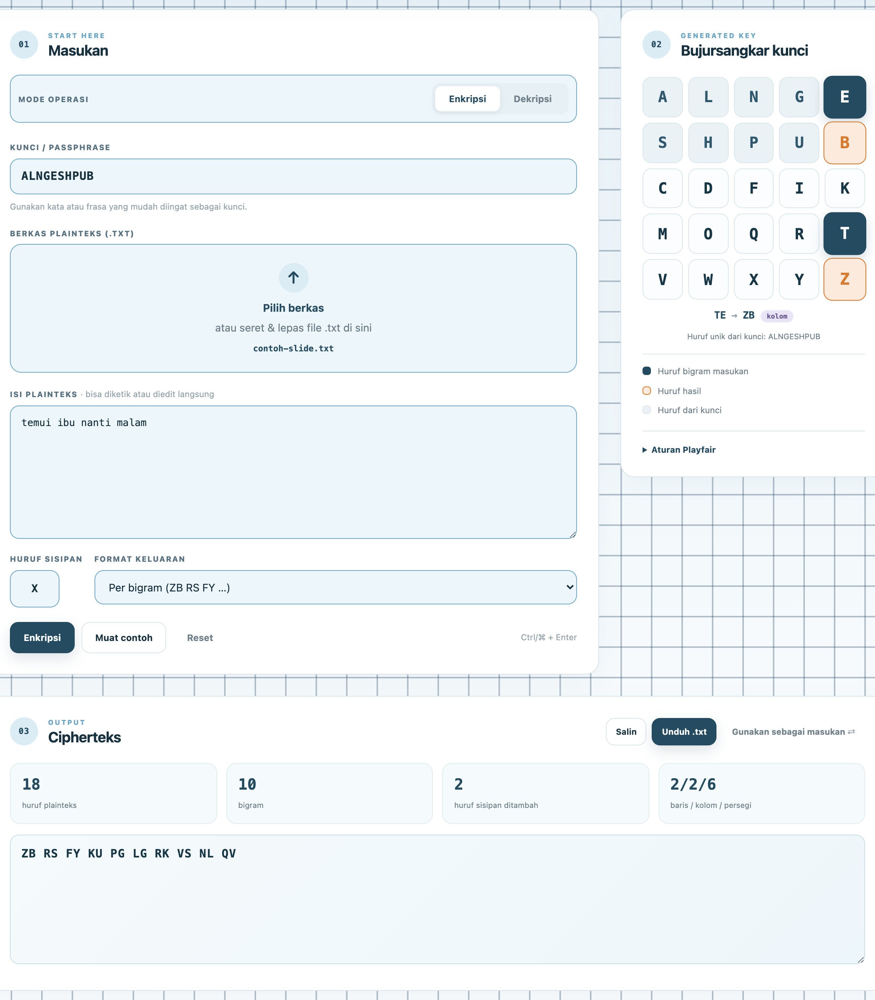 01
START HERE
Masukan
MODE OPERASI
Enkripsi
Dekripsi
KUNCI / PASSPHRASE
ALNGESHPUB
Gunakan kata atau frasa yang mudah diingat sebagai kunci.
BERKAS PLAINTEKS (.TXT)
Pilih berkas
atau seret & lepas file .txt di sini
contoh-slide.txt
ISI PLAINTEKS · bisa diketik atau diedit langsung
temui ibu nanti malam
HURUF SISIPAN
FORMAT KELUARAN
X
Per bigram (ZB RS FY ...)
Enkripsi
Muat contoh
Reset
Ctrl/⌘ + Enter
02
GENERATED KEY
Bujursangkar kunci
A L N G E
S H P U B
C D F I K
M O Q R T
V W X Y Z
TE → ZB kolom
Huruf unik dari kunci: ALNGESHPUB
Huruf bigram masukan
Huruf hasil
Huruf dari kunci
▶ Aturan Playfair
03
OUTPUT
Cipherteks
Salin
Unduh .txt
Gunakan sebagai masukan ⇄
18
huruf plainteks
10
bigram
2
huruf sisipan ditambah
2/2/6
baris / kolom / persegi
ZB RS FY KU PG LG RK VS NL QV